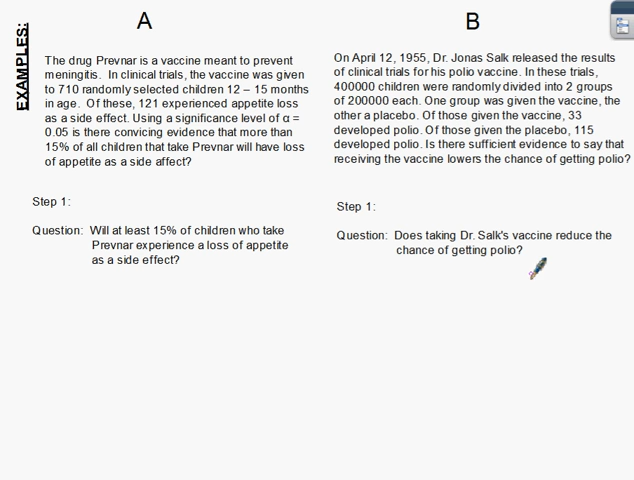 EXAMPLES:
A
The drug Prevnar is a vaccine meant to prevent
meningitis. In clinical trials, the vaccine was given
to 710 randomly selected children 12 – 15 months
in age. Of these, 121 experienced appetite loss
as a side effect. Using a significance level of α =
0.05 is there convicing evidence that more than
15% of all children that take Prevnar will have loss
of appetite as a side affect?
Step 1:
Question: Will at least 15% of children who take
Prevnar experience a loss of appetite
as a side effect?
B
On April 12, 1955, Dr. Jonas Salk released the results
of clinical trials for his polio vaccine. In these trials,
400000 children were randomly divided into 2 groups
of 200000 each. One group was given the vaccine, the
other a placebo. Of those given the vaccine, 33
developed polio. Of those given the placebo, 115
developed polio. Is there sufficient evidence to say that
receiving the vaccine lowers the chance of getting polio?
Step 1:
Question: Does taking Dr. Salk's vaccine reduce the
chance of getting polio?